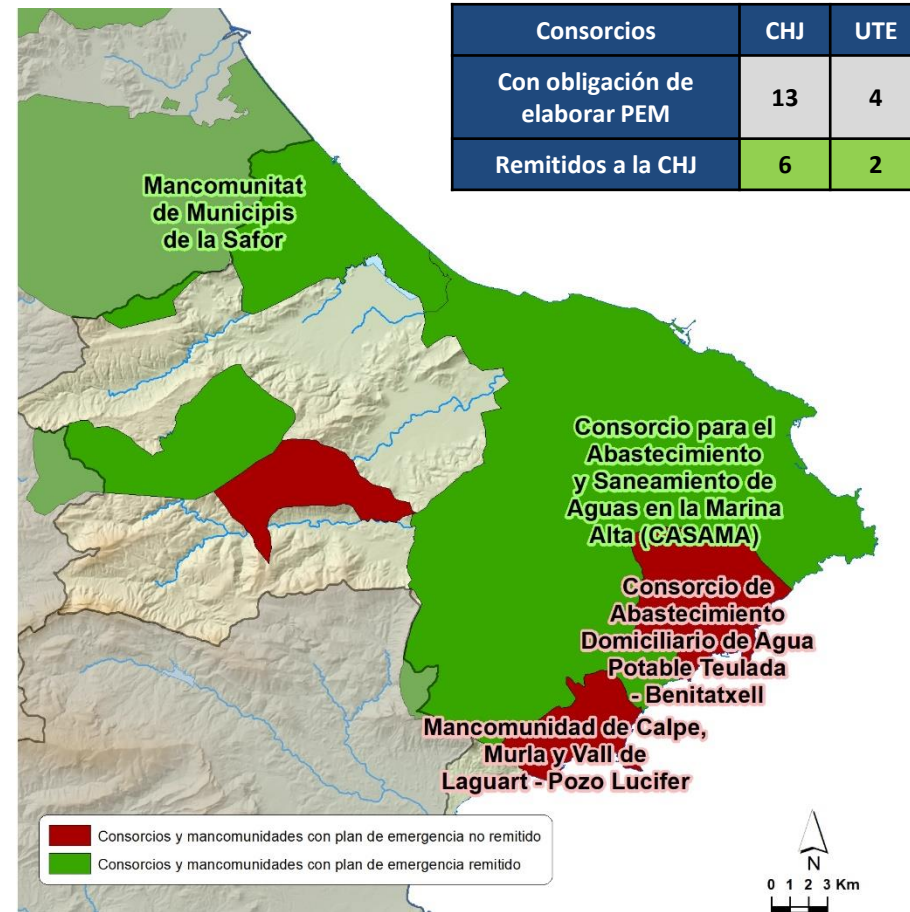 Consorcios CHJ UTE
Con obligación de
elaborar PEM
13 4
Remitidos a la CHJ 6 2
Mancomunitat
de Municipis
de la Safor
Consorcio para el
Abastecimiento
y Saneamiento de
Aguas en la Marina
Alta (CASAMA)
Consorcio de
Abastecimiento
Domiciliario de Agua
Potable Teulada
- Benitatxell
Mancomunidad de Calpe,
Murla y Vall de
Laguart - Pozo Lucifer
Consorcios y mancomunidades con plan de emergencia no remitido
Consorcios y mancomunidades con plan de emergencia remitido
N
0 1 2 3 Km